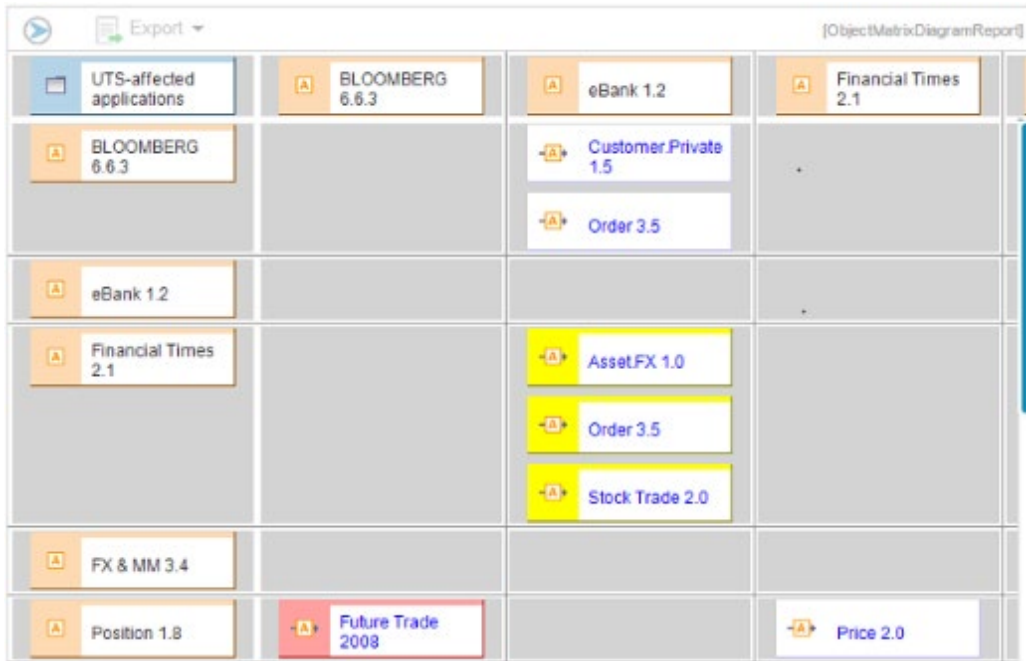 Export
[ObjectMatrixDiagramReport]
UTS-affected
applications
BLOOMBERG
6.6.3
eBank 1.2
Financial Times
2.1
BLOOMBERG
6.6.3
Customer.Private
1.5
Order 3.5
eBank 1.2
Financial Times
2.1
Asset.FX 1.0
Order 3.5
Stock Trade 2.0
FX & MM 3.4
Position 1.8
Future Trade
2008
Price 2.0